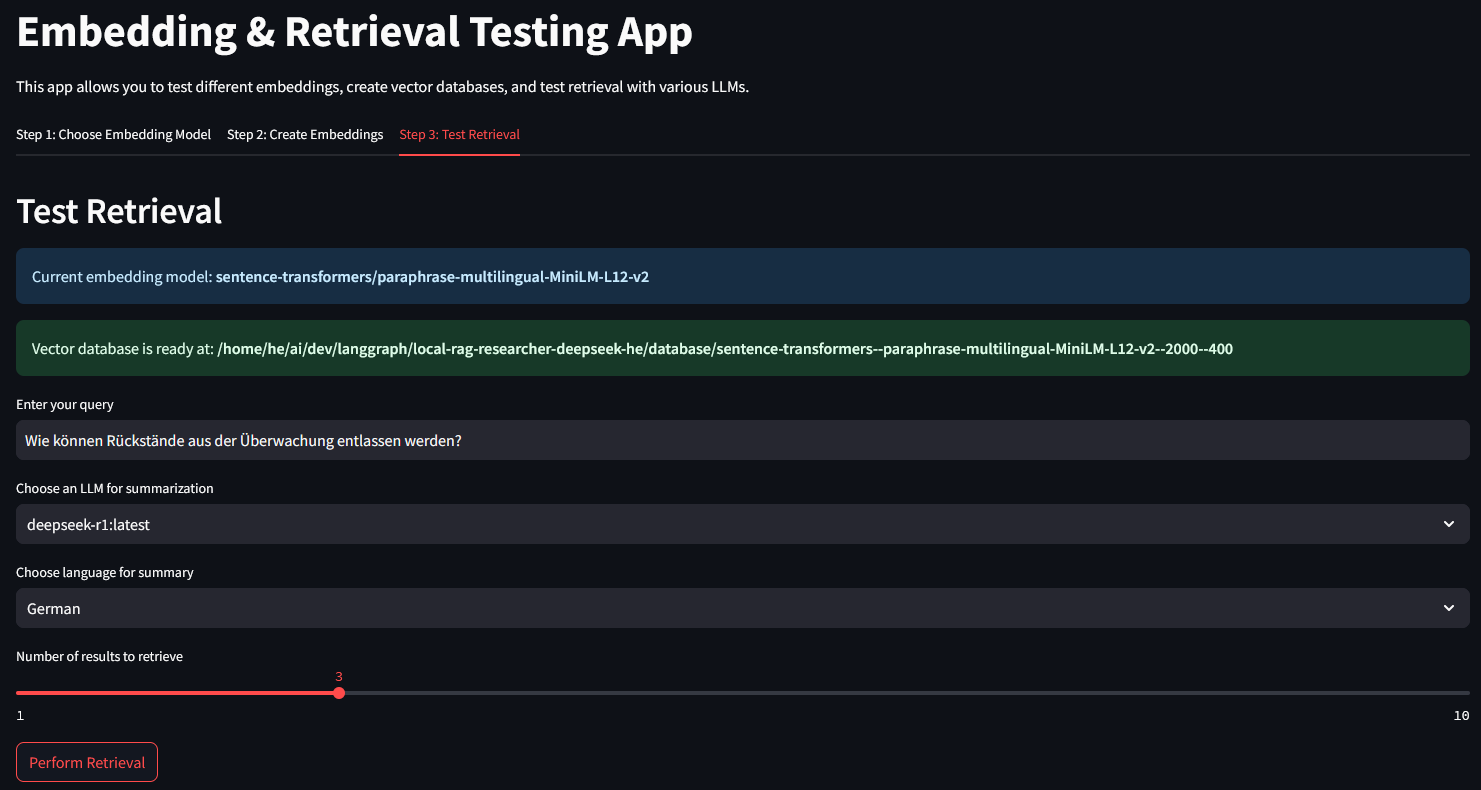 Embedding & Retrieval Testing App
This app allows you to test different embeddings, create vector databases, and test retrieval with various LLMs.
Step 1: Choose Embedding Model Step 2: Create Embeddings Step 3: Test Retrieval
Test Retrieval
Current embedding model: sentence-transformers/paraphrase-multilingual-MiniLM-L12-v2
Vector database is ready at: /home/he/ai/dev/langgraph/local-rag-researcher-deepseek-he/database/sentence-transformers--paraphrase-multilingual-MiniLM-L12-v2--2000--400
Enter your query
Wie können Rückstände aus der Überwachung entlassen werden?
Choose an LLM for summarization
deepseek-r1:latest
Choose language for summary
German
Number of results to retrieve
3
1 10
Perform Retrieval